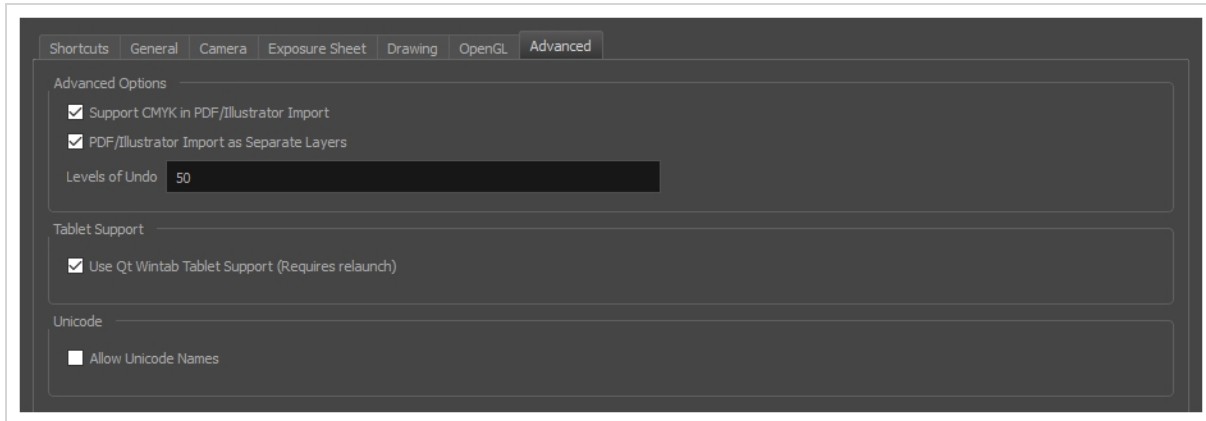 Shortcuts General Camera Exposure Sheet Drawing OpenGL Advanced
Advanced Options
Support CMYK in PDF/Illustrator Import
PDF/Illustrator Import as Separate Layers
Levels of Undo 50
Tablet Support
Use Qt Wintab Tablet Support (Requires relaunch)
Unicode
Allow Unicode Names